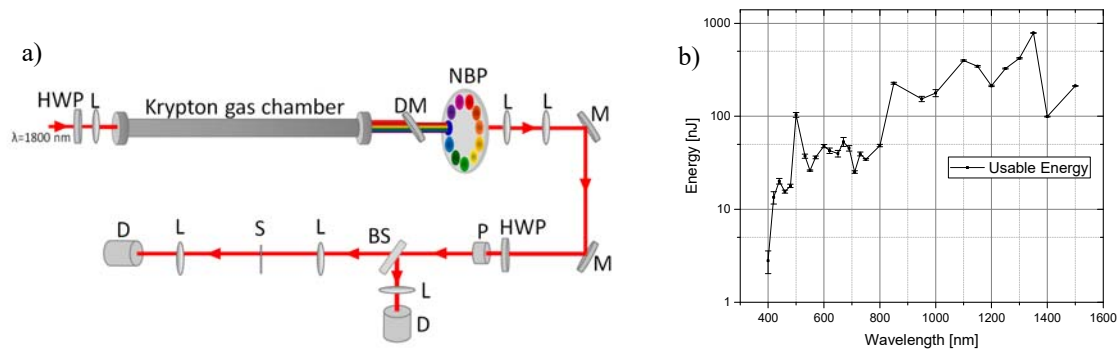 a)
HWP L
Krypton gas chamber
DM
NBP
L L
M
λ=1800 nm
D L S L BS P HWP
M
L
D
b)
1000
100
10
1
Energy [nJ]
Usable Energy
400 600 800 1000 1200 1400 1600
Wavelength [nm]